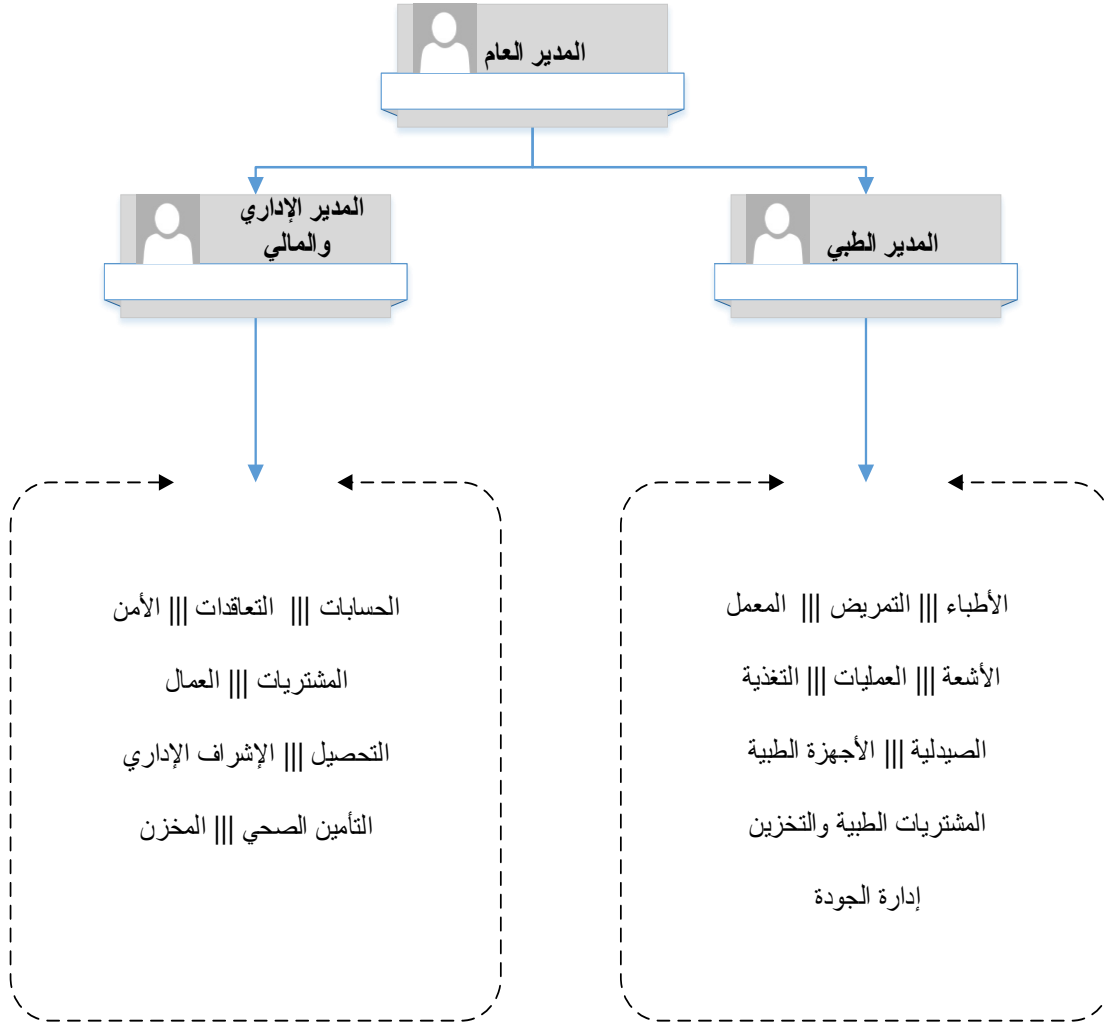 المدير العام
المدير الطبي
المدير الإداري
والمالي
الأطباء ||| التمريض ||| المعمل
الأشعة ||| العمليات ||| التغذية
الصيدلية ||| الأجهزة الطبية
المشتريات الطبية والتخزين
إدارة الجودة
الحسابات ||| التعاقدات ||| الأمن
المشتريات ||| العمال
التحصيل ||| الإشراف الإداري
التأمين الصحي ||| المخزن